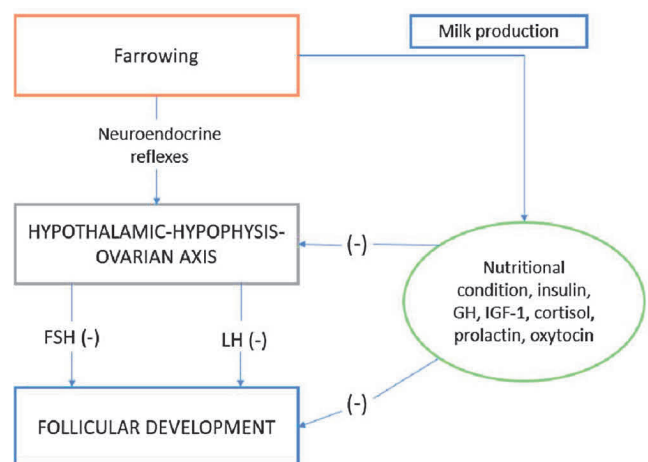 Milk production
Farrowing
Neuroendocrine
reflexes
HYPOTHALAMIC-HYPOPHYSIS-
OVARIAN AXIS
(-)
Nutritional
condition, insulin,
GH, IGF-1, cortisol,
prolactin, oxytocin
FSH (-)
LH (-)
(-)
FOLLICULAR DEVELOPMENT